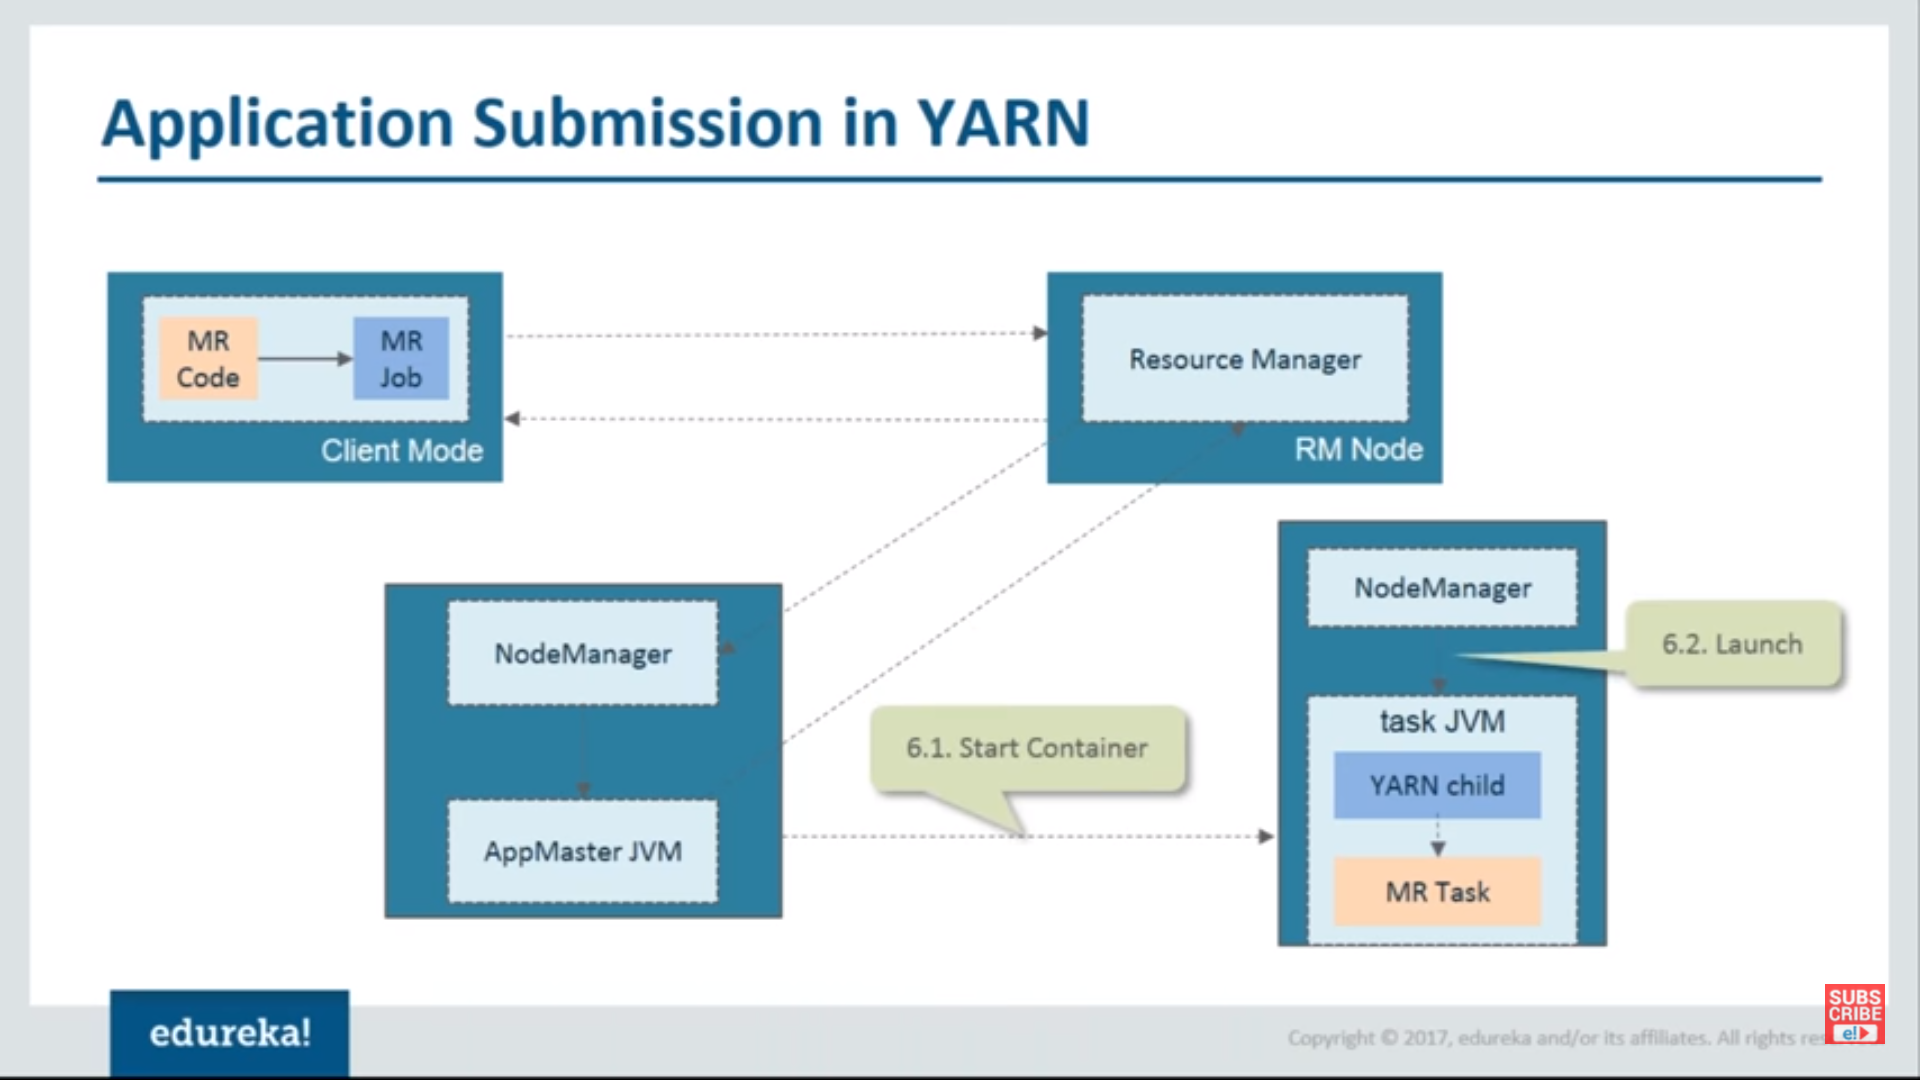 Application Submission in YARN
MR
Code
MR
Job
Client Mode
Resource Manager
RM Node
NodeManager
AppMaster JVM
6.1. Start Container
NodeManager
6.2. Launch
task JVM
YARN child
MR Task
edureka!
Copyright © 2017, edureka and/or its affiliates. All rights
SUBS
CRIBE
e!